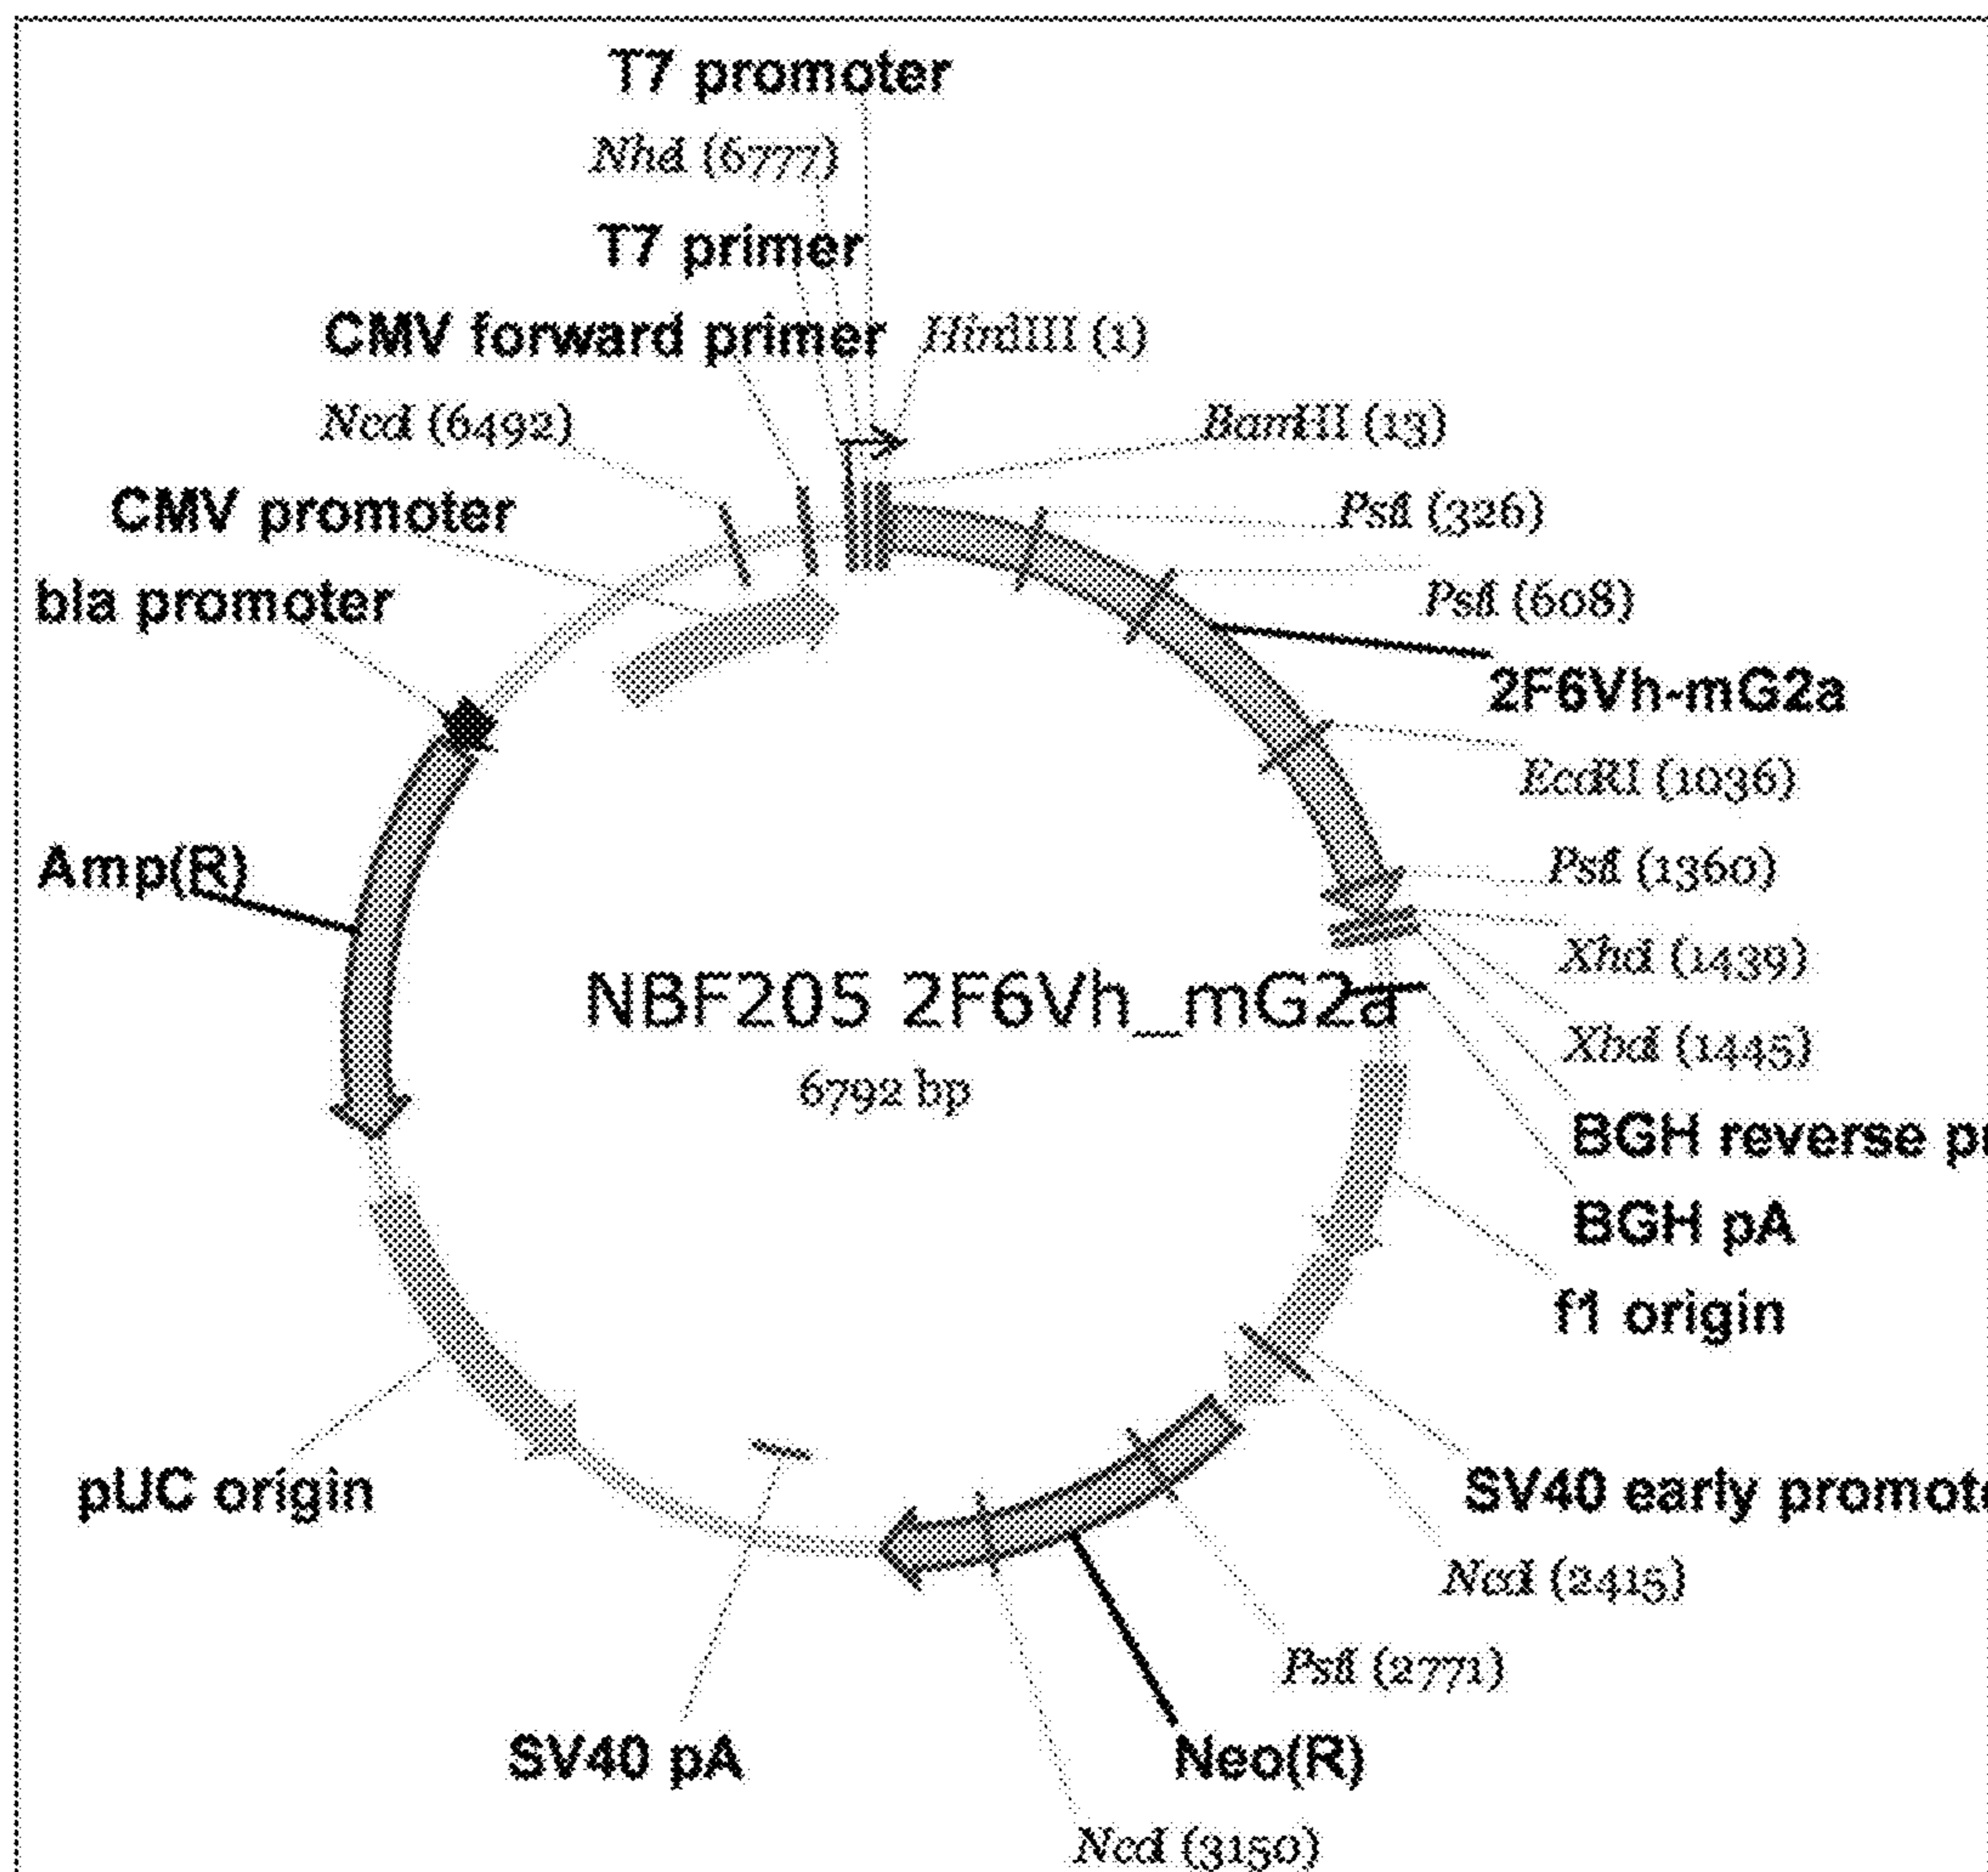 T7 promoter
NheI (6777)
T7 primer
CMV forward primer
HindIII (1)
NcoI (6492)
BamHI (13)
CMV promoter
PstI (326)
bla promoter
PstI (608)
2F6Vh-mG2a
EcoRI (1036)
Amp(R)
PstI (1360)
XhoI (1439)
NBF205 2F6Vh_mG2a
XbaI (1445)
6792 bp
BGH reverse pr
BGH pA
f1 origin
pUC origin
SV40 early promote
NcoI (2415)
PstI (2771)
SV40 pA
Neo(R)
NcoI (3150)